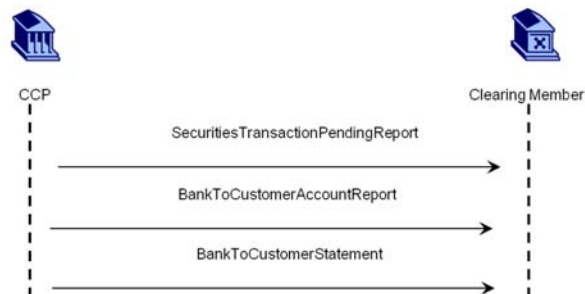 CCP
Clearing Member
SecuritiesTransactionPendingReport
BankToCustomerAccountReport
BankToCustomerStatement